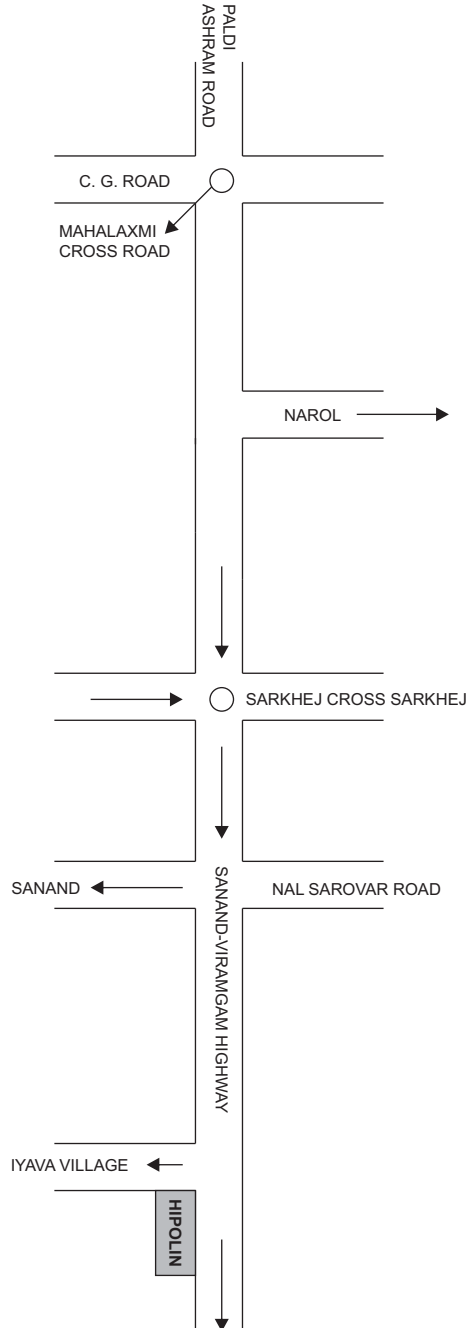 PALDI
ASHRAM ROAD
C. G. ROAD
MAHALAXMI
CROSS ROAD
NAROL
SARKHEJ CROSS SARKHEJ
SANAND
NAL SAROVAR ROAD
SANAND-VIRAMGAM HIGHWAY
IYAVA VILLAGE
HIPOLIN